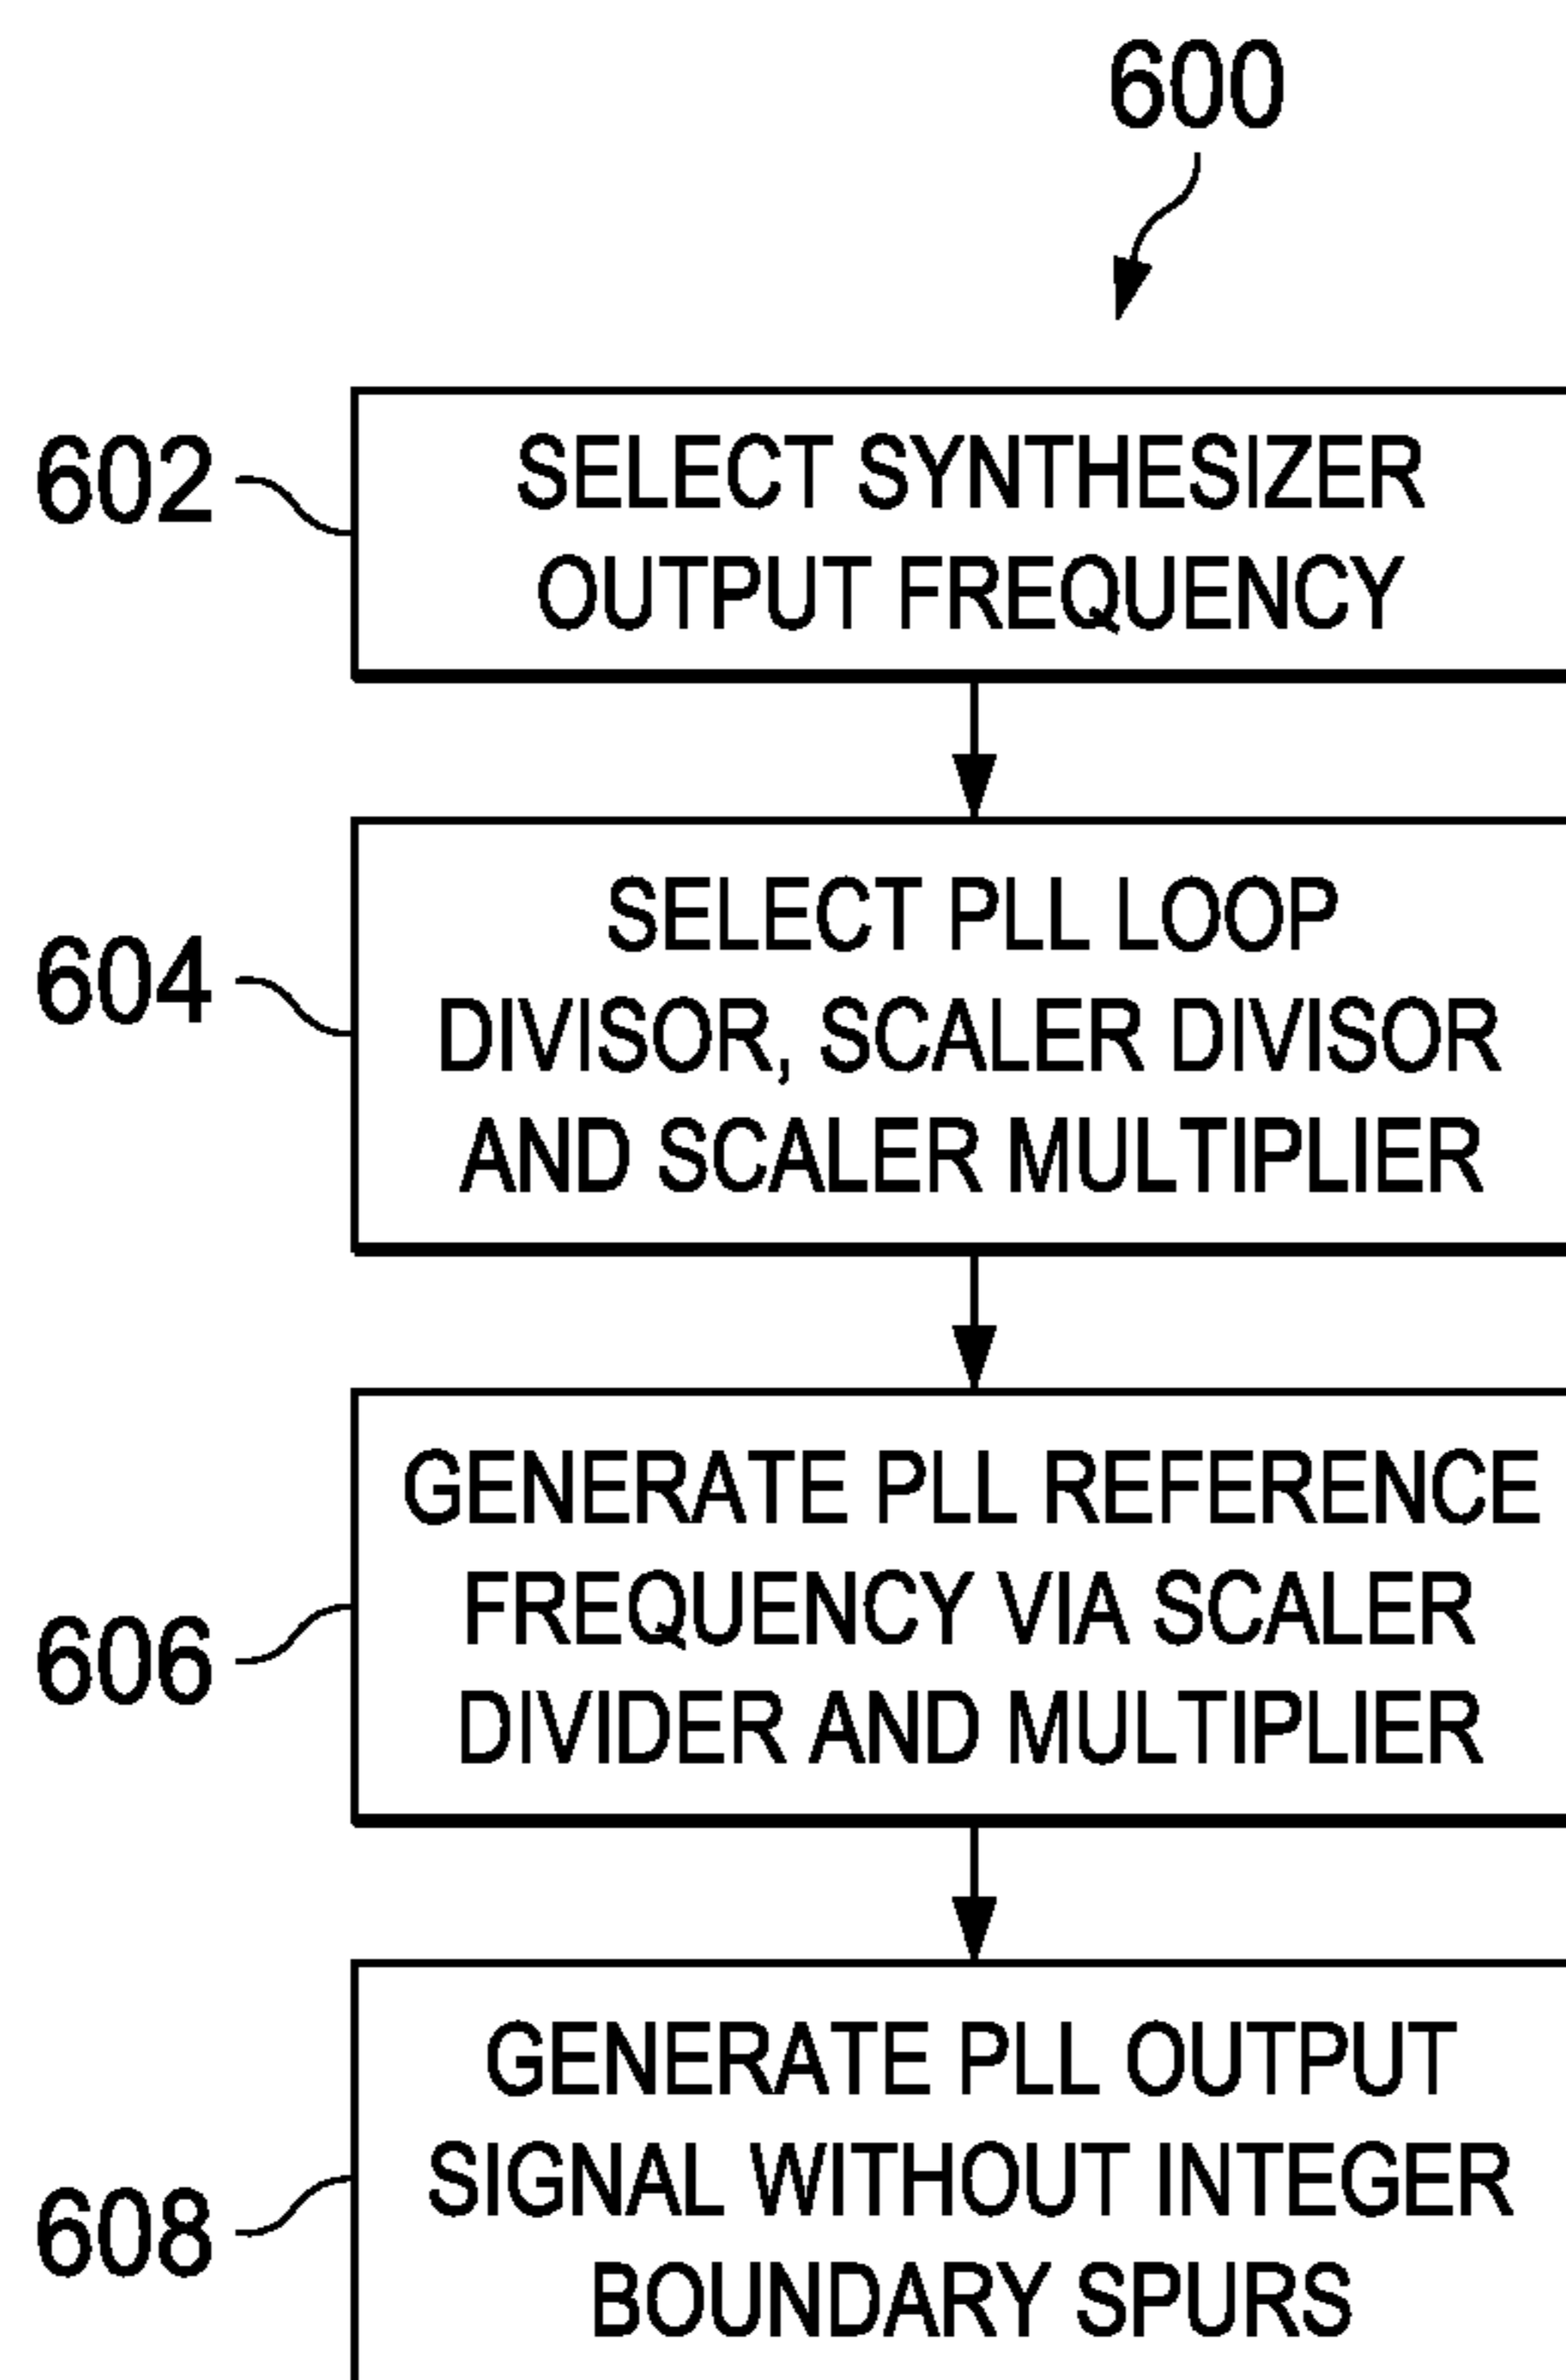 600
602
SELECT SYNTHESIZER
OUTPUT FREQUENCY
604
SELECT PLL LOOP
DIVISOR, SCALER DIVISOR
AND SCALER MULTIPLIER
606
GENERATE PLL REFERENCE
FREQUENCY VIA SCALER
DIVIDER AND MULTIPLIER
608
GENERATE PLL OUTPUT
SIGNAL WITHOUT INTEGER
BOUNDARY SPURS